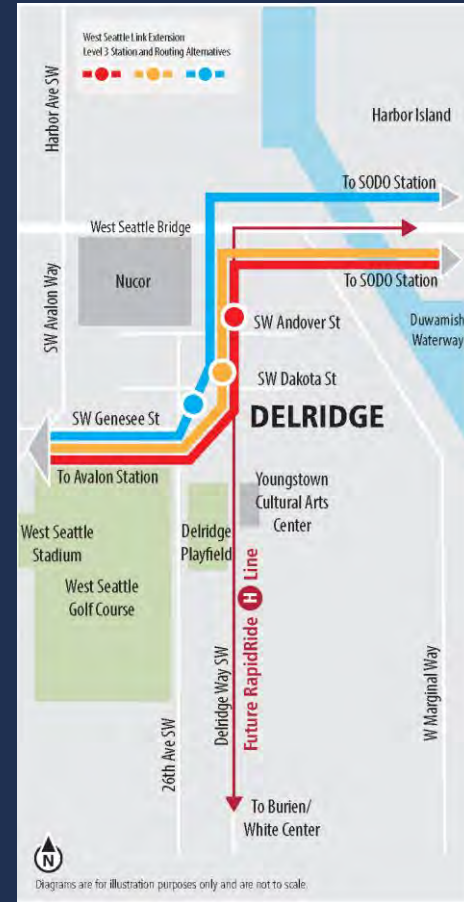 West Seattle Link Extension
Level 3 Station and Routing Alternatives
Harbor Ave SW
Harbor Island
To SODO Station
West Seattle Bridge
Nucor
To SODO Station
SW Avalon Way
SW Andover St
Duwamish
Waterway
SW Dakota St
SW Genesee St
DELRIDGE
To Avalon Station
Youngstown
Cultural Arts
Center
West Seattle
Stadium
Delridge
Playfield
West Seattle
Golf Course
Future RapidRide H Line
Delridge Way SW
26th Ave SW
W Marginal Way
To Burien/
White Center
N
Diagrams are for illustration purposes only and are not to scale.